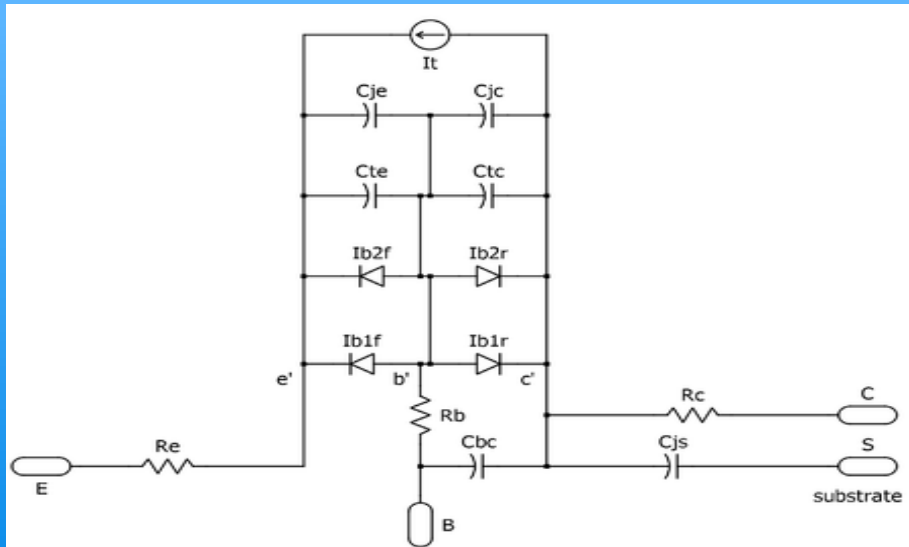 It
Cje
Cjc
Cte
Ctc
Ib2f
Ib2r
Ib1f
Ib1r
e'
b'
c'
Rb
Rc
C
Re
Cbc
Cjs
S
E
substrate
B